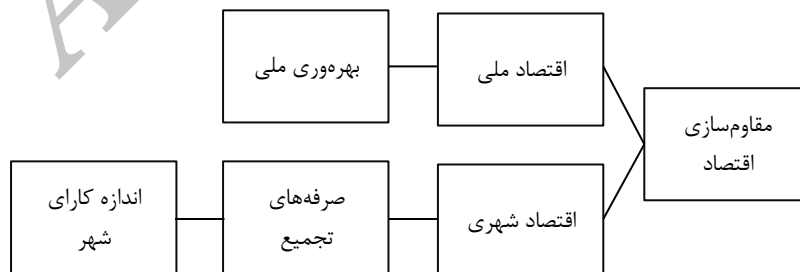 اقتصاد ملی
بهره‌وری ملی
مقاوم‌سازی
اقتصاد
اقتصاد شهری
صرفه‌های
تجمیع
اندازه کارای
شهر